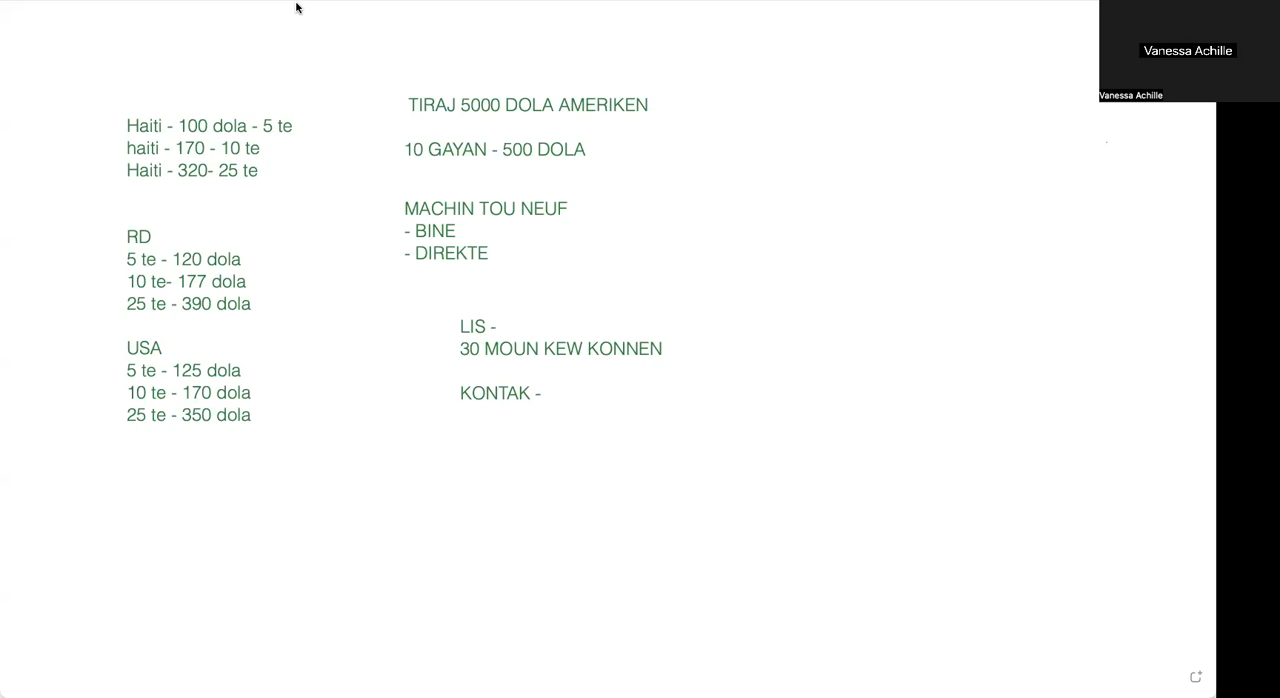 Haiti - 100 dola - 5 te
haiti - 170 - 10 te
Haiti - 320- 25 te
RD
5 te - 120 dola
10 te- 177 dola
25 te - 390 dola
USA
5 te - 125 dola
10 te - 170 dola
25 te - 350 dola
TIRAJ 5000 DOLA AMERIKEN
10 GAYAN - 500 DOLA
MACHIN TOU NEUF
- BINE
- DIREKTE
LIS -
30 MOUN KEW KONNEN
KONTAK -
Vanessa Achille
Vanessa Achille